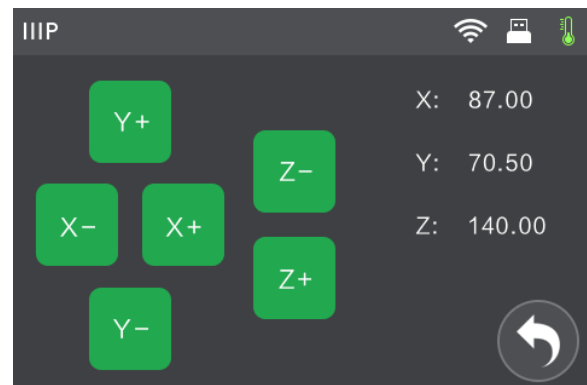 IIIP
Y+
X−
X+
Y−
Z−
Z+
X: 87.00
Y: 70.50
Z: 140.00